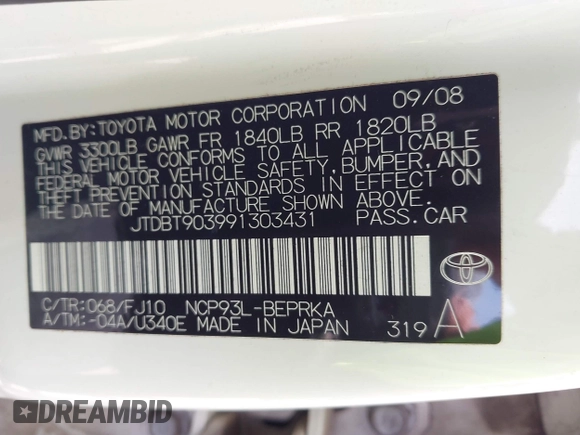 MFD.BY:TOYOTA MOTOR CORPORATION 09/08
GVWR 3300LB GAWR FR 1840LB RR 1820LB
THIS VEHICLE CONFORMS TO ALL APPLICABLE
FEDERAL MOTOR VEHICLE SAFETY, BUMPER, AND
THEFT PREVENTION STANDARDS IN EFFECT ON
THE DATE OF MANUFACTURE SHOWN ABOVE.
JTDBT903991303431 PASS.CAR
C/TR:068/FJ10 NCP93L-BEPRKA
A/TM:-04A/U340E MADE IN JAPAN 319 A
DREAMBID